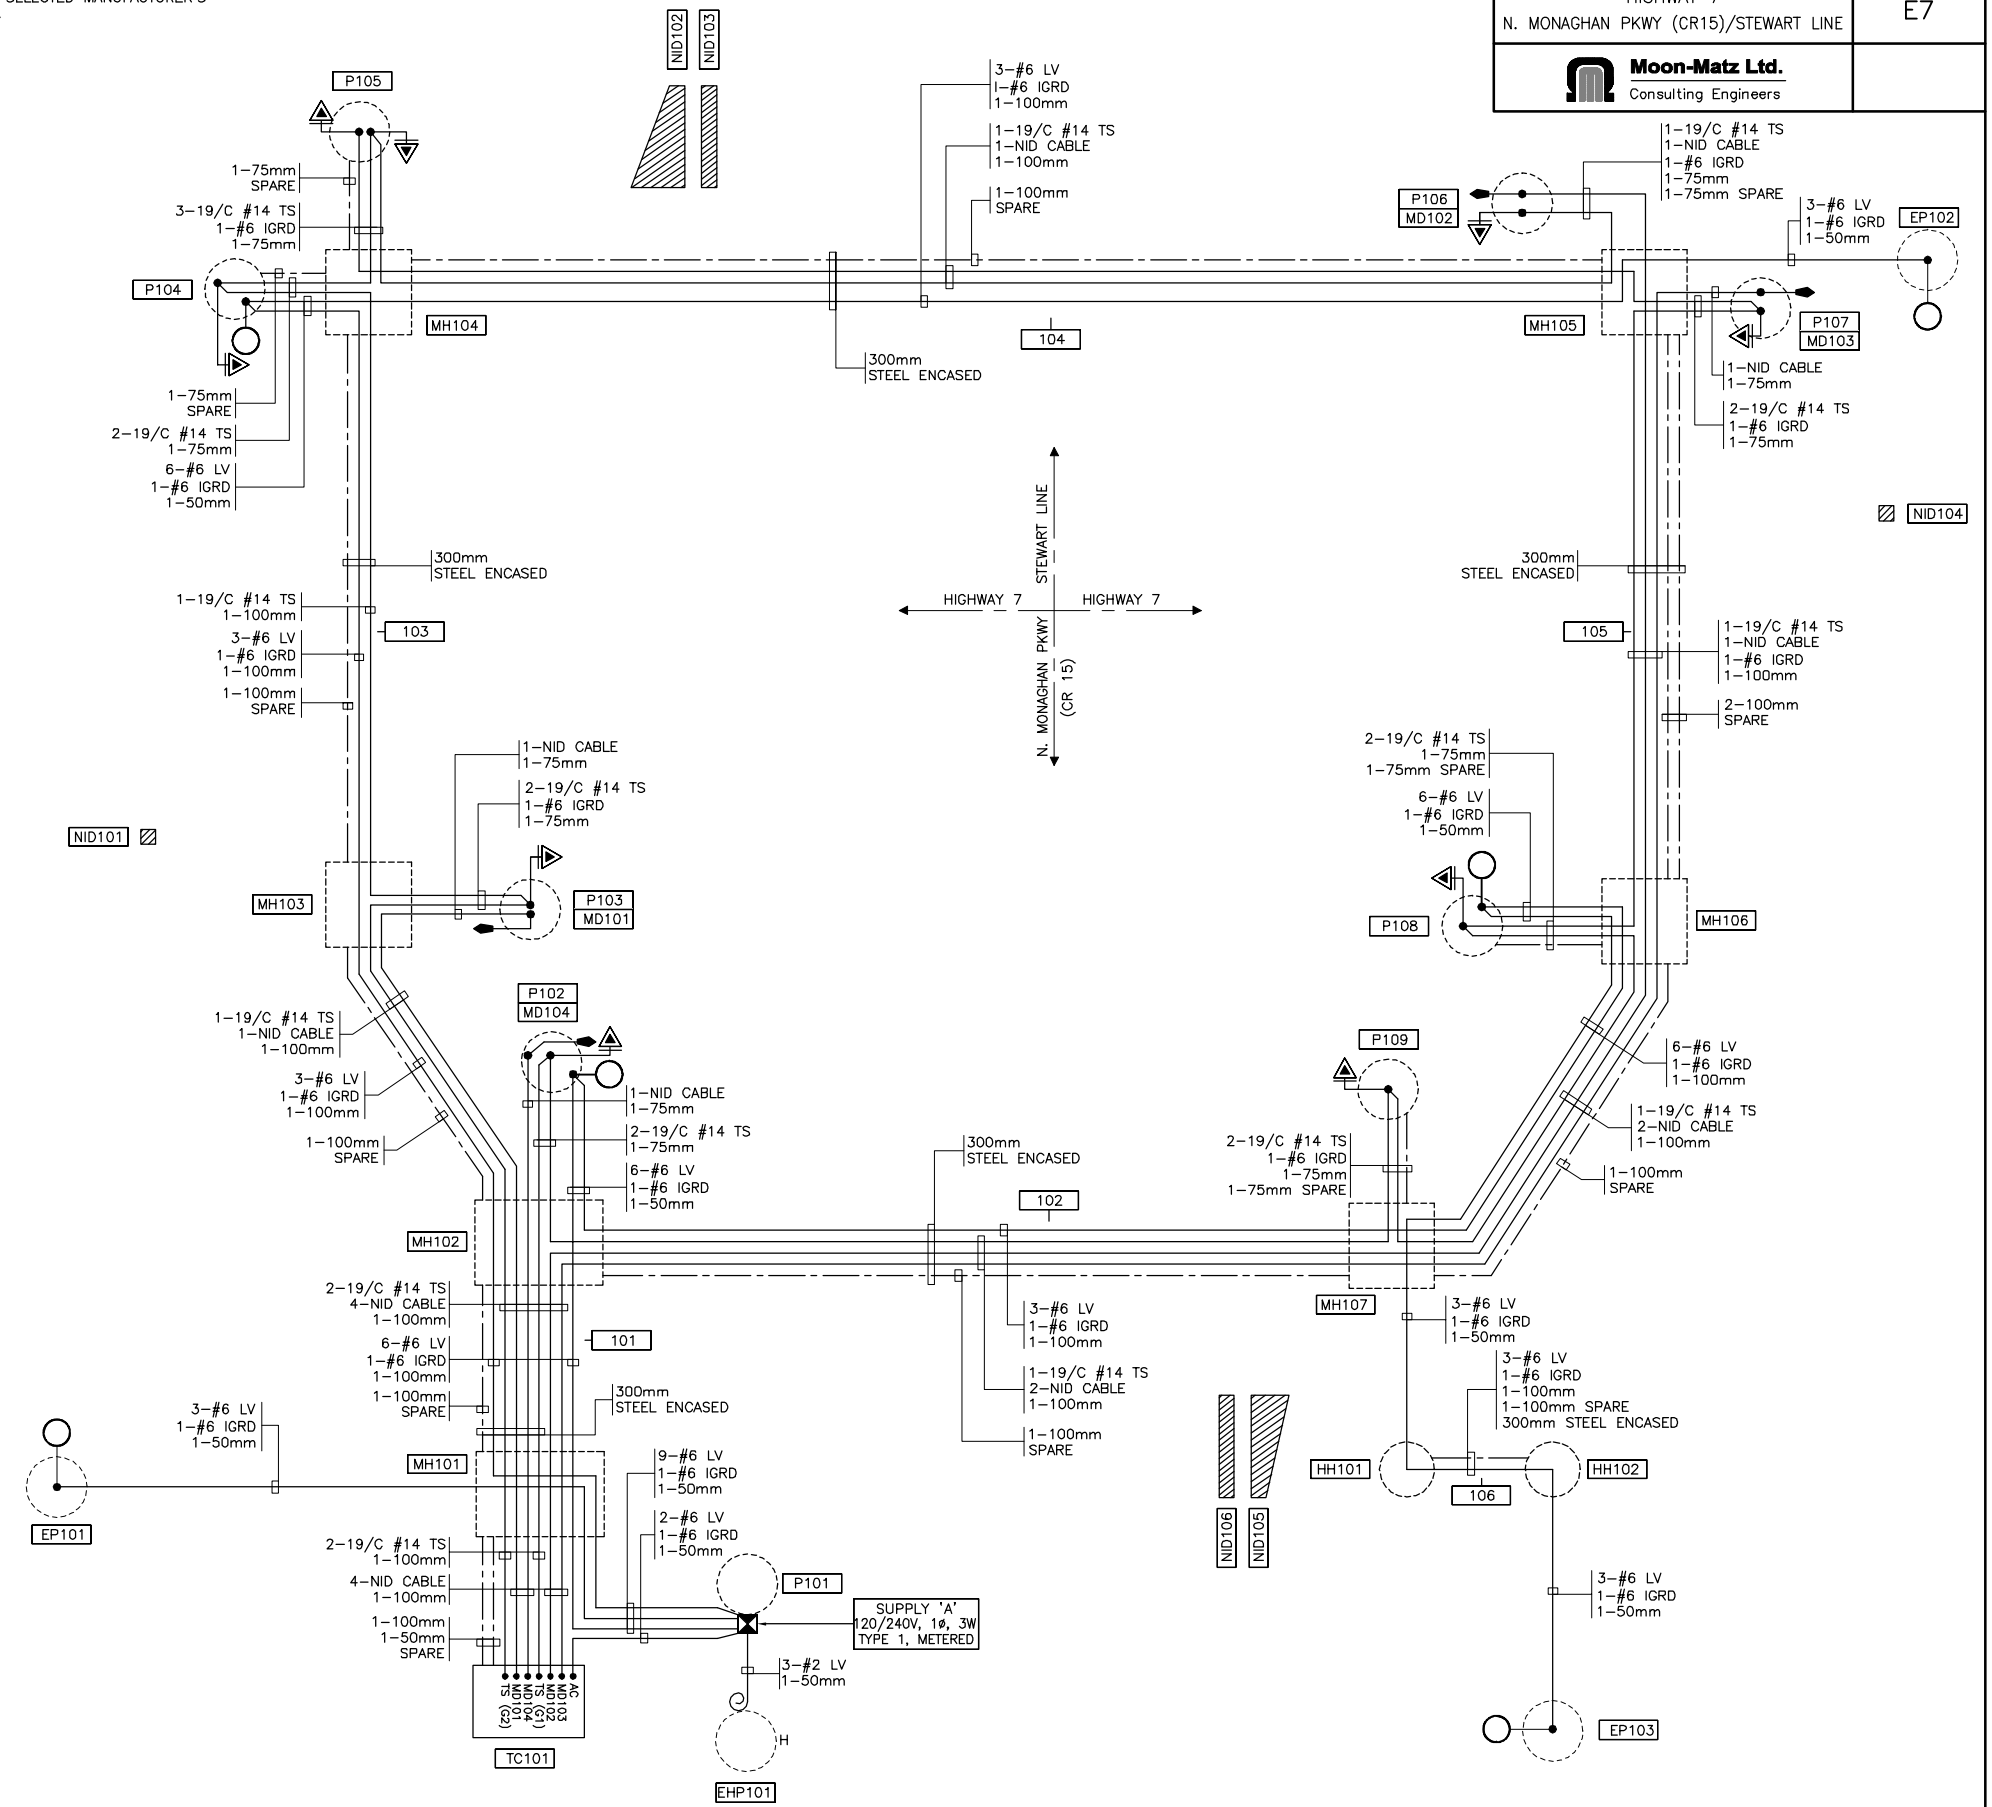 HIGHWAY 7
N. MONAGHAN PKWY (CR15)/STEWART LINE
E7
Moon-Matz Ltd.
Consulting Engineers
NID102
NID103
P105
3-#6 LV
I-#6 IGRD
1-100mm
1-19/C #14 TS
1-NID CABLE
1-100mm
1-100mm
SPARE
1-19/C #14 TS
1-NID CABLE
1-#6 IGRD
1-75mm
1-75mm SPARE
P106
MD102
3-#6 LV
1-#6 IGRD
1-50mm
EP102
1-75mm
SPARE
3-19/C #14 TS
1-#6 IGRD
1-75mm
P104
MH104
104
300mm
STEEL ENCASED
MH105
P107
MD103
1-75mm
SPARE
2-19/C #14 TS
1-75mm
6-#6 LV
1-#6 IGRD
1-50mm
1-NID CABLE
1-75mm
2-19/C #14 TS
1-#6 IGRD
1-75mm
NID104
300mm
STEEL ENCASED
1-19/C #14 TS
1-100mm
3-#6 LV
1-#6 IGRD
1-100mm
1-100mm
SPARE
103
STEWART LINE
HIGHWAY 7
HIGHWAY 7
N. MONAGHAN PKWY
(CR 15)
300mm
STEEL ENCASED
105
1-19/C #14 TS
1-NID CABLE
1-#6 IGRD
1-100mm
2-100mm
SPARE
1-NID CABLE
1-75mm
2-19/C #14 TS
1-#6 IGRD
1-75mm
2-19/C #14 TS
1-75mm
1-75mm SPARE
6-#6 LV
1-#6 IGRD
1-50mm
NID101
MH103
P103
MD101
P108
MH106
P102
MD104
1-19/C #14 TS
1-NID CABLE
1-100mm
3-#6 LV
1-#6 IGRD
1-100mm
1-100mm
SPARE
1-NID CABLE
1-75mm
2-19/C #14 TS
1-75mm
6-#6 LV
1-#6 IGRD
1-50mm
300mm
STEEL ENCASED
102
P109
2-19/C #14 TS
1-#6 IGRD
1-75mm
1-75mm SPARE
6-#6 LV
1-#6 IGRD
1-100mm
1-19/C #14 TS
2-NID CABLE
1-100mm
1-100mm
SPARE
MH102
2-19/C #14 TS
4-NID CABLE
1-100mm
6-#6 LV
1-#6 IGRD
1-100mm
1-100mm
SPARE
101
300mm
STEEL ENCASED
3-#6 LV
1-#6 IGRD
1-100mm
1-19/C #14 TS
2-NID CABLE
1-100mm
1-100mm
SPARE
MH107
3-#6 LV
1-#6 IGRD
1-50mm
3-#6 LV
1-#6 IGRD
1-100mm
1-100mm SPARE
300mm STEEL ENCASED
3-#6 LV
1-#6 IGRD
1-50mm
MH101
9-#6 LV
1-#6 IGRD
1-50mm
2-#6 LV
1-#6 IGRD
1-50mm
HH101
HH102
106
NID106
NID105
EP101
2-19/C #14 TS
1-100mm
4-NID CABLE
1-100mm
1-100mm
1-50mm
SPARE
P101
SUPPLY 'A'
120/240V, 1ø, 3W
TYPE 1, METERED
3-#6 LV
1-#6 IGRD
1-50mm
3-#2 LV
1-50mm
TS (G2)
MD101
MD104
TS (G1)
MD102
MD103
AC
TC101
H
EHP101
EP103